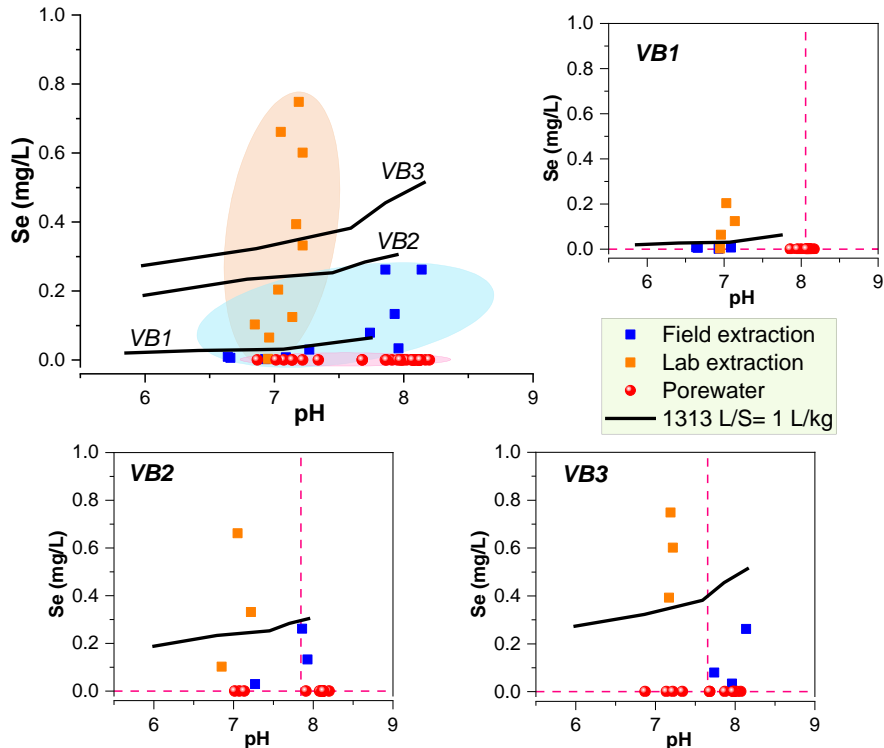 1.0
0.8
0.6
0.4
0.2
0.0
Se (mg/L)
VB3
VB2
VB1
6
7
8
9
pH
1.0
0.8
0.6
0.4
0.2
0.0
Se (mg/L)
VB1
6
7
8
9
pH
Field extraction
Lab extraction
Porewater
1313 L/S= 1 L/kg
1.0
0.8
0.6
0.4
0.2
0.0
Se (mg/L)
VB2
6
7
8
9
pH
1.0
0.8
0.6
0.4
0.2
0.0
Se (mg/L)
VB3
6
7
8
9
pH